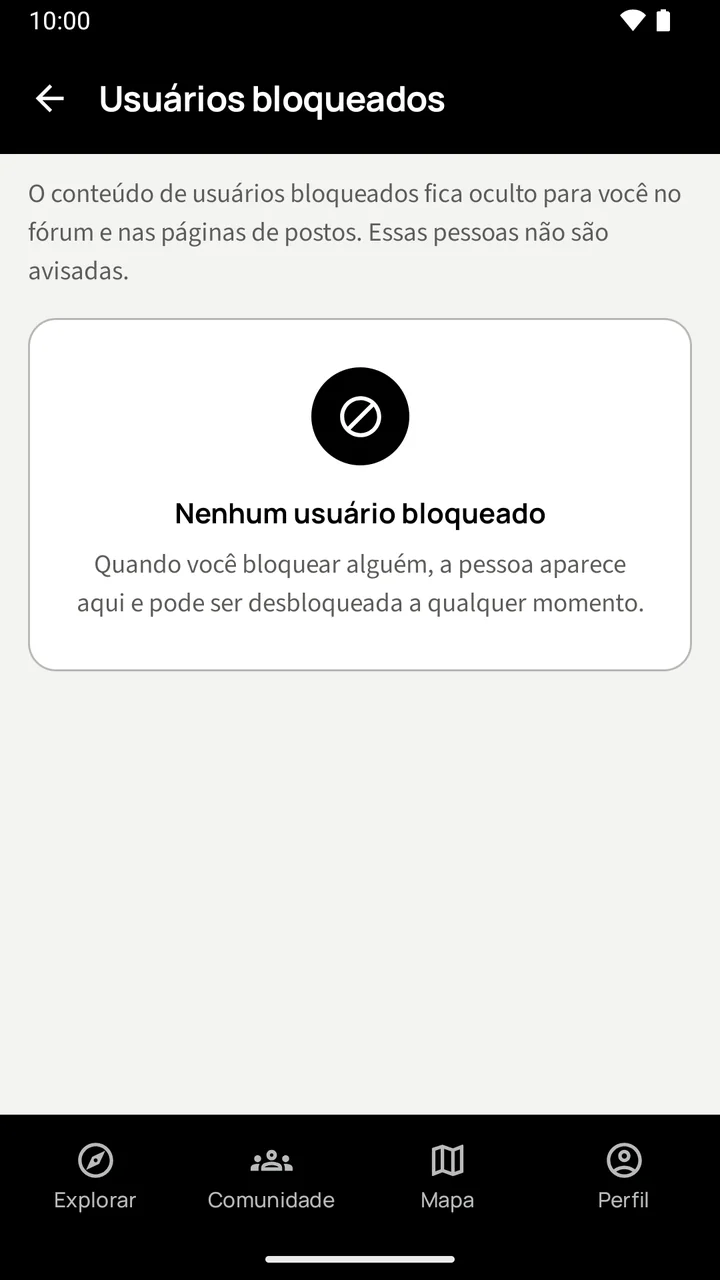 10:00
Usuários bloqueados
O conteúdo de usuários bloqueados fica oculto para você no
fórum e nas páginas de postos. Essas pessoas não são
avisadas.
Nenhum usuário bloqueado
Quando você bloquear alguém, a pessoa aparece
aqui e pode ser desbloqueada a qualquer momento.
Explorar
Comunidade
Mapa
Perfil